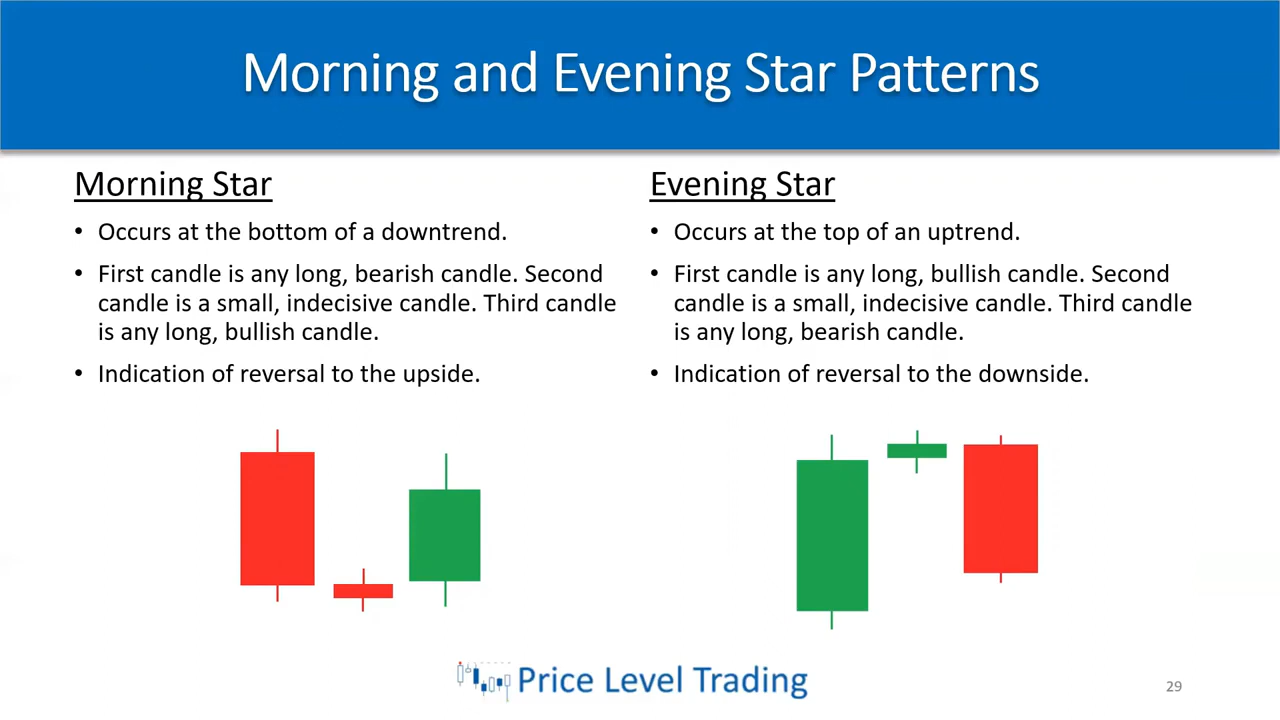 Morning and Evening Star Patterns
Morning Star
• Occurs at the bottom of a downtrend.
• First candle is any long, bearish candle. Second
candle is a small, indecisive candle. Third candle
is any long, bullish candle.
• Indication of reversal to the upside.
Evening Star
• Occurs at the top of an uptrend.
• First candle is any long, bullish candle. Second
candle is a small, indecisive candle. Third candle
is any long, bearish candle.
• Indication of reversal to the downside.
Price Level Trading
29